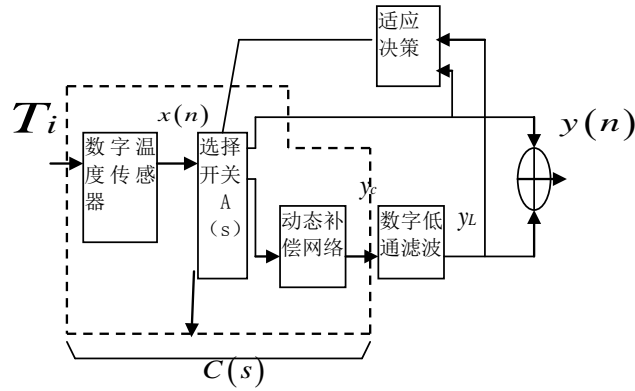 适应
决策
T_i
x(n)
y(n)
数字温
度传感
器
选择
开关
A
(s)
y_c
动态补
偿网络
数字低
通滤波
y_L
C(s)